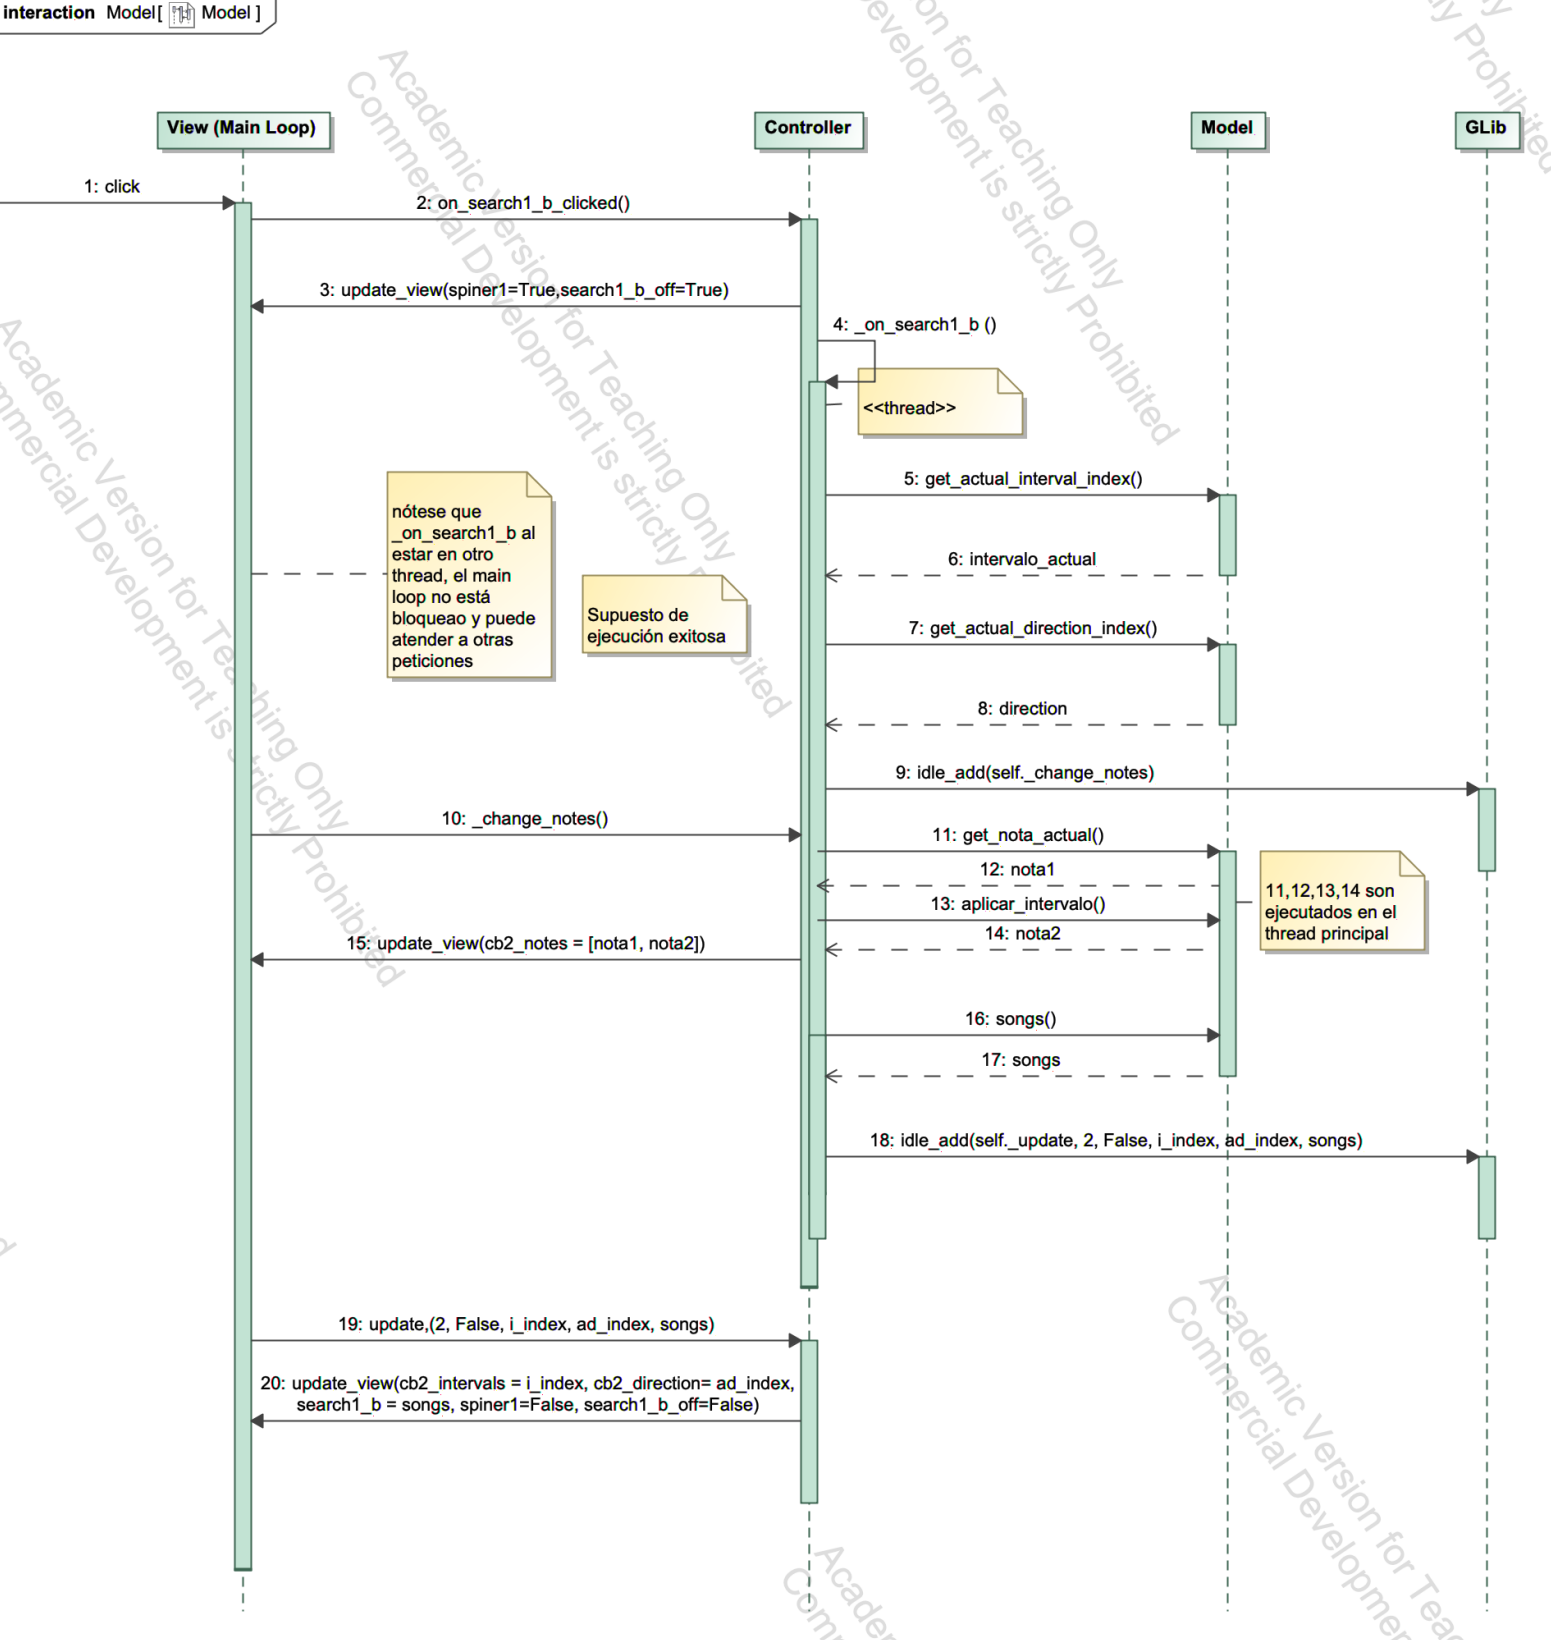 interaction Model[ Model ]
View (Main Loop)
Controller
Model
GLib
1: click
2: on_search1_b_clicked()
3: update_view(spiner1=True,search1_b_off=True)
4: _on_search1_b ()
<<thread>>
5: get_actual_interval_index()
nótese que
_on_search1_b al
estar en otro
thread, el main
loop no está
bloqueao y puede
atender a otras
peticiones
6: intervalo_actual
Supuesto de
ejecución exitosa
7: get_actual_direction_index()
8: direction
9: idle_add(self._change_notes)
10: _change_notes()
11: get_nota_actual()
12: nota1
11,12,13,14 son
ejecutados en el
thread principal
13: aplicar_intervalo()
14: nota2
15: update_view(cb2_notes = [nota1, nota2])
16: songs()
17: songs
18: idle_add(self._update, 2, False, i_index, ad_index, songs)
19: update,(2, False, i_index, ad_index, songs)
20: update_view(cb2_intervals = i_index, cb2_direction= ad_index,
search1_b = songs, spiner1=False, search1_b_off=False)
Academic Version for Teaching Only
Commercial Development is strictly Prohibited